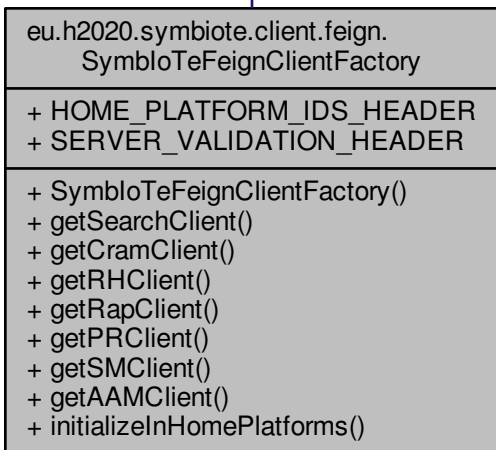 eu.h2020.symbiote.client.feign.
SymbIoTeFeignClientFactory
+ HOME_PLATFORM_IDS_HEADER
+ SERVER_VALIDATION_HEADER
+ SymbIoTeFeignClientFactory()
+ getSearchClient()
+ getCramClient()
+ getRHClient()
+ getRapClient()
+ getPRClient()
+ getSMClient()
+ getAAMClient()
+ initializeInHomePlatforms()